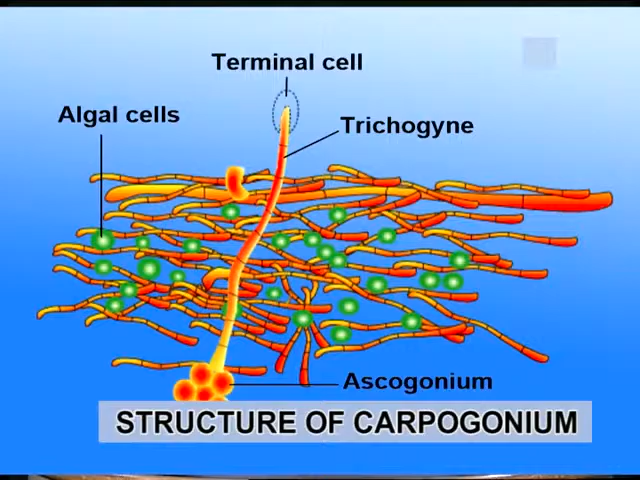 Terminal cell
Algal cells
Trichogyne
Ascogonium
STRUCTURE OF CARPOGONIUM